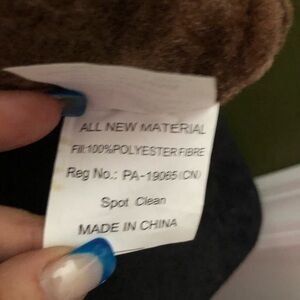 ALL NEW MATERIAL
Fill:100%POLYESTER FIBRE
Reg No.: PA-19065(CN)
Spot Clean
MADE IN CHINA